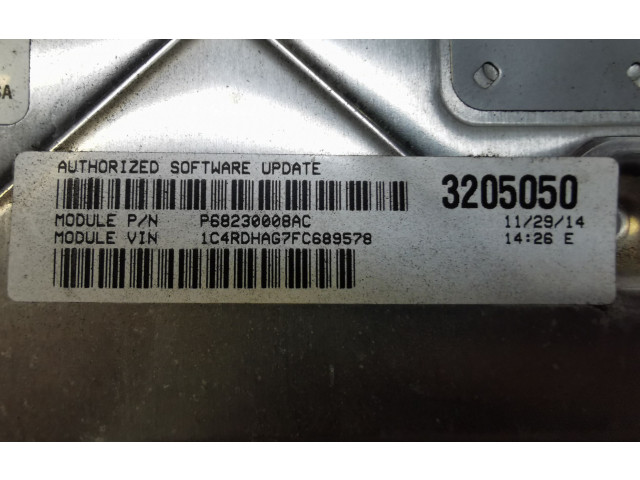 AUTHORIZED SOFTWARE UPDATE
3205050
MODULE P/N P68230008AC 11/29/14
MODULE VIN 1C4RDHAG7FC689578 14:26 E